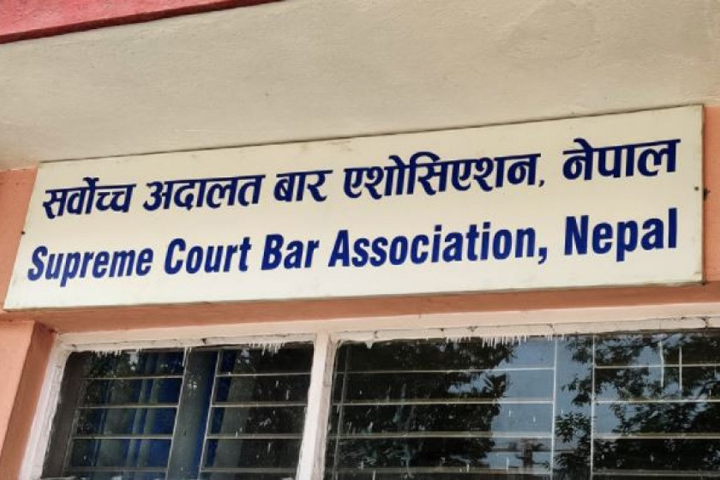 सर्वोच्च अदालत बार एशोसिएशन, नेपाल
Supreme Court Bar Association, Nepal